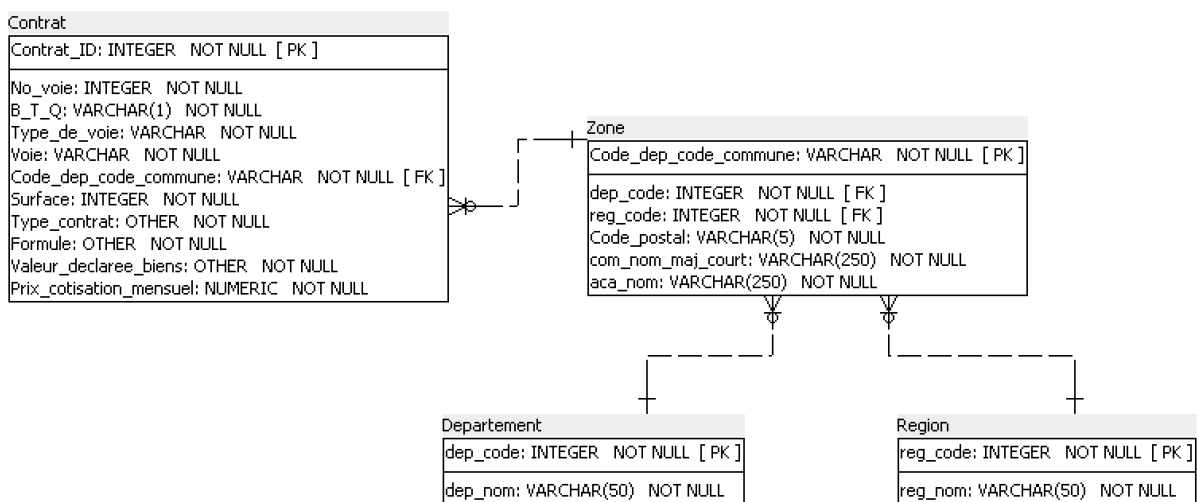 Contrat
Contrat_ID: INTEGER NOT NULL [ PK ]
No_voie: INTEGER NOT NULL
B_T_Q: VARCHAR(1) NOT NULL
Type_de_voie: VARCHAR NOT NULL
Voie: VARCHAR NOT NULL
Code_dep_code_commune: VARCHAR NOT NULL [ FK ]
Surface: INTEGER NOT NULL
Type_contrat: OTHER NOT NULL
Formule: OTHER NOT NULL
Valeur_declaree_biens: OTHER NOT NULL
Prix_cotisation_mensuel: NUMERIC NOT NULL
Zone
Code_dep_code_commune: VARCHAR NOT NULL [ PK ]
dep_code: INTEGER NOT NULL [ FK ]
reg_code: INTEGER NOT NULL [ FK ]
Code_postal: VARCHAR(5) NOT NULL
com_nom_maj_court: VARCHAR(250) NOT NULL
aca_nom: VARCHAR(250) NOT NULL
Departement
dep_code: INTEGER NOT NULL [ PK ]
dep_nom: VARCHAR(50) NOT NULL
Region
reg_code: INTEGER NOT NULL [ PK ]
reg_nom: VARCHAR(50) NOT NULL